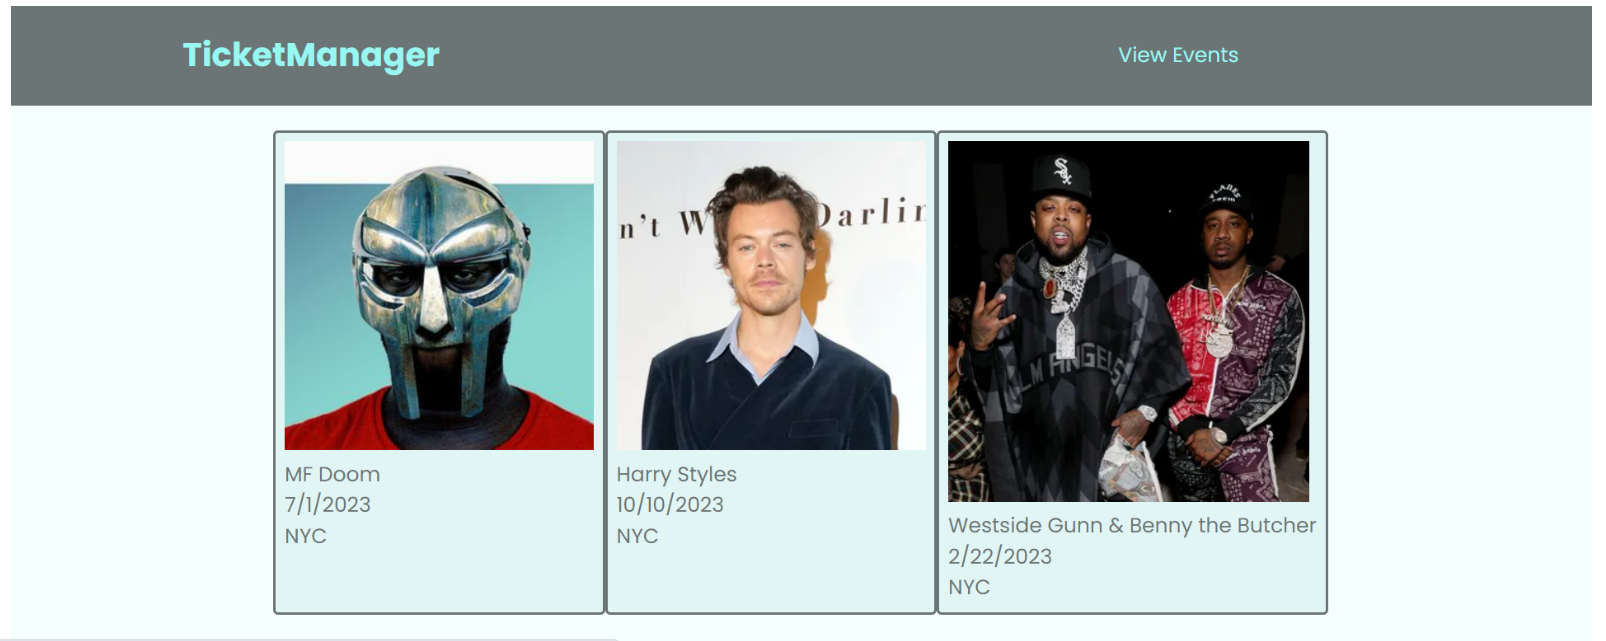 TicketManager
View Events
n't W Darlin
MF Doom
7/1/2023
NYC
Harry Styles
10/10/2023
NYC
Westside Gunn & Benny the Butcher
2/22/2023
NYC